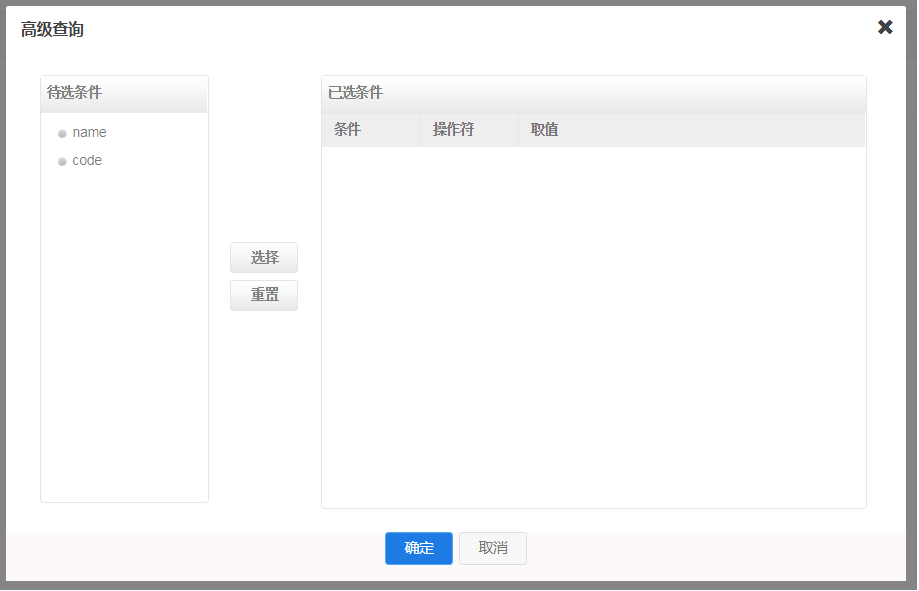 高级查询
待选条件
name
code
选择
重置
已选条件
条件 操作符 取值
确定 取消